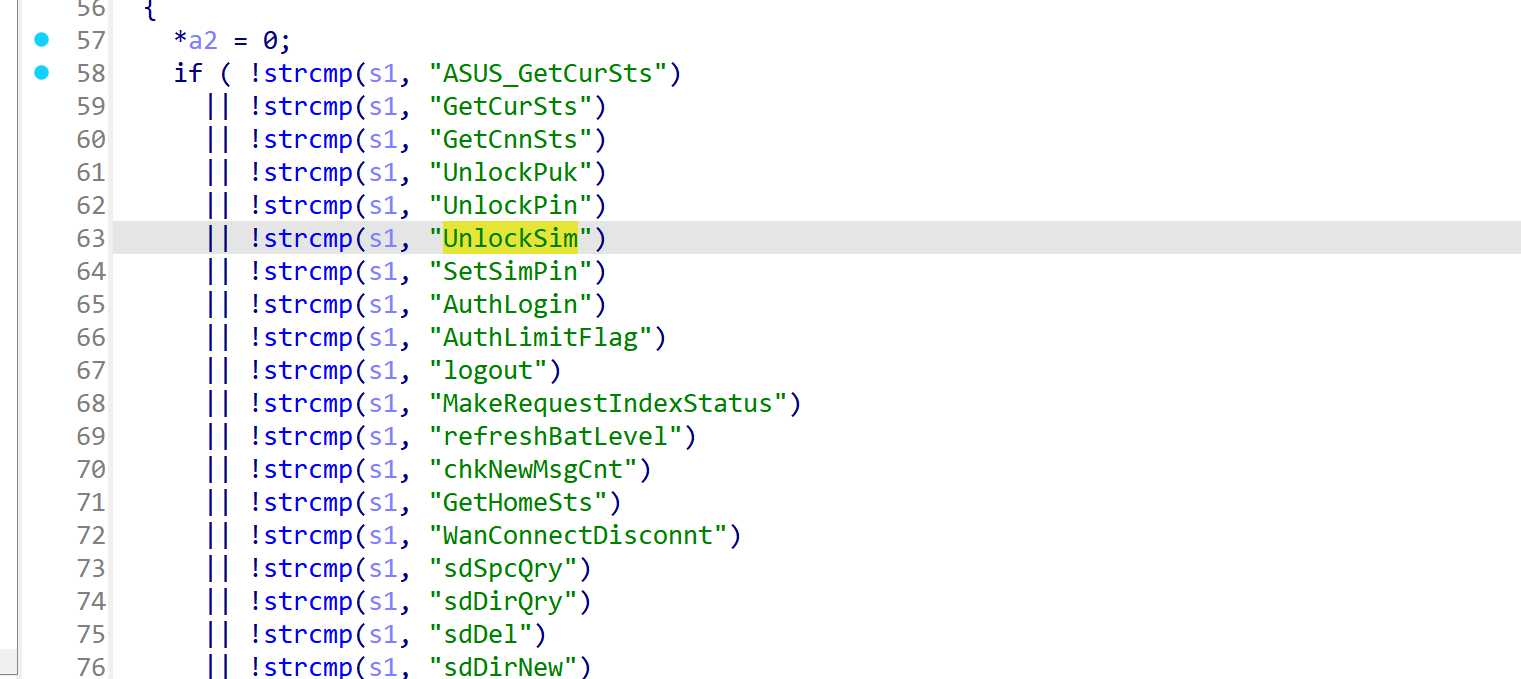 56 {
57 *a2 = 0;
58 if ( !strcmp(s1, "ASUS_GetCurSts")
59 || !strcmp(s1, "GetCurSts")
60 || !strcmp(s1, "GetCnnSts")
61 || !strcmp(s1, "UnlockPuk")
62 || !strcmp(s1, "UnlockPin")
63 || !strcmp(s1, "UnlockSim")
64 || !strcmp(s1, "SetSimPin")
65 || !strcmp(s1, "AuthLogin")
66 || !strcmp(s1, "AuthLimitFlag")
67 || !strcmp(s1, "logout")
68 || !strcmp(s1, "MakeRequestIndexStatus")
69 || !strcmp(s1, "refreshBatLevel")
70 || !strcmp(s1, "chkNewMsgCnt")
71 || !strcmp(s1, "GetHomeSts")
72 || !strcmp(s1, "WanConnectDisconnt")
73 || !strcmp(s1, "sdSpcQry")
74 || !strcmp(s1, "sdDirQry")
75 || !strcmp(s1, "sdDel")
76 || !strcmp(s1, "sdDirNew")